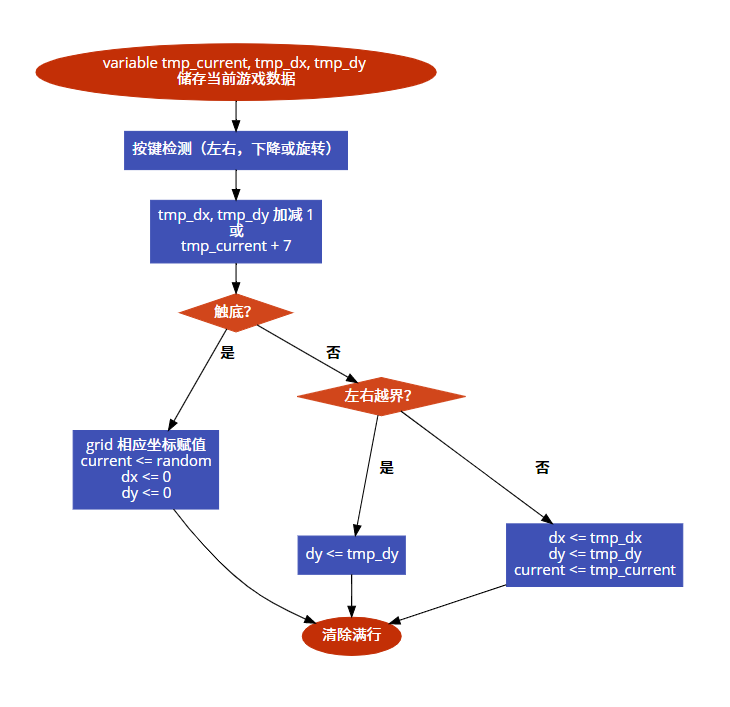 variable tmp_current, tmp_dx, tmp_dy
储存当前游戏数据
按键检测（左右，下降或旋转）
tmp_dx, tmp_dy 加减 1
或
tmp_current + 7
触底？
是
否
左右越界？
grid 相应坐标赋值
current <= random
dx <= 0
dy <= 0
是
否
dy <= tmp_dy
dx <= tmp_dx
dy <= tmp_dy
current <= tmp_current
清除满行